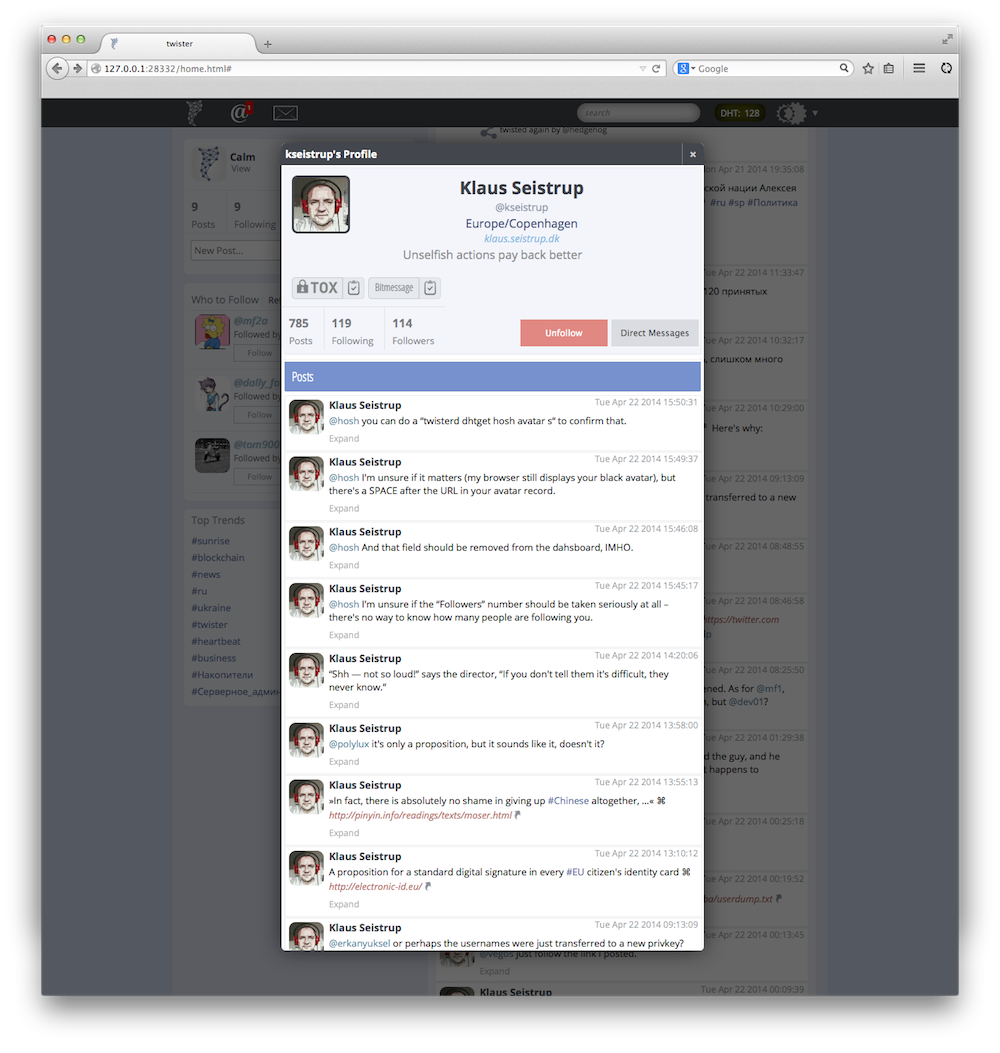 twister
127.0.0.1:28332/home.html#
Google
@ 1
search
DHT: 128
twisted again by @hedgehog
Calm
View
9
Posts
9
Following
New Post...
Who to Follow
@mf2a
Followed
Follow
Followed by
Follow
@tom900
Followed by
Follow
Top Trends
#sunrise
#blockchain
#news
#ru
#ukraine
#twister
#heartbeat
#business
#Накопители
kseistrup's Profile
×
Klaus Seistrup
@kseistrup
Europe/Copenhagen
klaus.seistrup.dk
Unselfish actions pay back better
TOX
Bitmessage
785
Posts
119
Following
114
Followers
Unfollow
Direct Messages
Posts
Klaus Seistrup
Tue Apr 22 2014 15:50:31
@hosh you can do a “twisterd dhtget hosh avatar s“ to confirm that.
Expand
Klaus Seistrup
Tue Apr 22 2014 15:49:37
@hosh I'm unsure if it matters (my browser still displays your black avatar), but
there's a SPACE after the URL in your avatar record.
Expand
Klaus Seistrup
Tue Apr 22 2014 15:46:08
@hosh And that field should be removed from the dahsboard, IMHO.
Expand
Klaus Seistrup
Tue Apr 22 2014 15:45:17
@hosh I'm unsure if the “Followers” number should be taken seriously at all –
there's no way to know how many people are following you.
Expand
Klaus Seistrup
Tue Apr 22 2014 14:20:06
“Shh — not so loud!” says the director, “If you don't tell them it's difficult, they
never know.”
Expand
Klaus Seistrup
Tue Apr 22 2014 13:58:00
@polylux it's only a proposition, but it sounds like it, doesn't it?
Expand
Klaus Seistrup
Tue Apr 22 2014 13:55:13
»In fact, there is absolutely no shame in giving up #Chinese altogether, …« ⌘
http://pinyin.info/readings/texts/moser.html
Expand
Klaus Seistrup
Tue Apr 22 2014 13:10:12
A proposition for a standard digital signature in every #EU citizen's identity card ⌘
http://electronic-id.eu/
Expand
Klaus Seistrup
Tue Apr 22 2014 09:13:09
@erkanyuksel or perhaps the usernames were just transferred to a new privkey?
Apr 21 2014 19:35:08
нации Алексея
#ru #sp #Политика
Tue Apr 22 2014 11:33:47
120 принятых
Tue Apr 22 2014 10:32:17
слишком много
Tue Apr 22 2014 10:29:00
Here's why:
Tue Apr 22 2014 09:13:09
transferred to a new
Tue Apr 22 2014 08:48:55
Tue Apr 22 2014 08:46:58
https://twitter.com
Tue Apr 22 2014 08:25:50
As for @mf1,
but @dev01?
Tue Apr 22 2014 01:29:38
the guy, and he
happens to
Tue Apr 22 2014 00:25:18
Tue Apr 22 2014 00:19:52
/userdump.txt
Tue Apr 22 2014 00:13:45
@vegos just follow the link I posted.
Expand
Tue Apr 22 2014 00:09:39
Klaus Seistrup